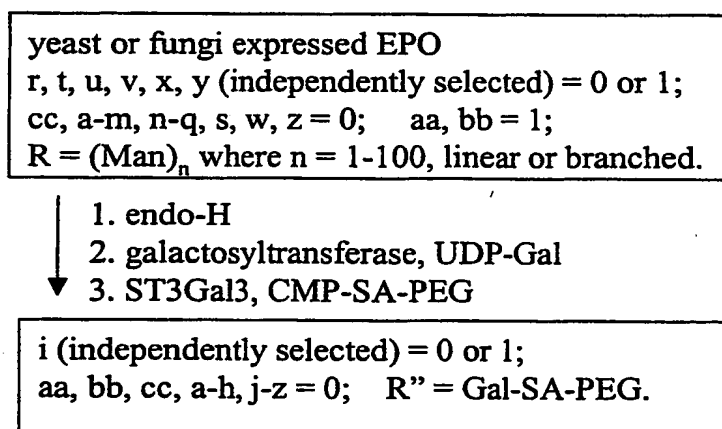 yeast or fungi expressed EPO
r, t, u, v, x, y (independently selected) = 0 or 1;
cc, a-m, n-q, s, w, z = 0; aa, bb = 1;
R = (Man)n where n = 1-100, linear or branched.
1. endo-H
2. galactosyltransferase, UDP-Gal
3. ST3Gal3, CMP-SA-PEG
i (independently selected) = 0 or 1;
aa, bb, cc, a-h, j-z = 0; R” = Gal-SA-PEG.